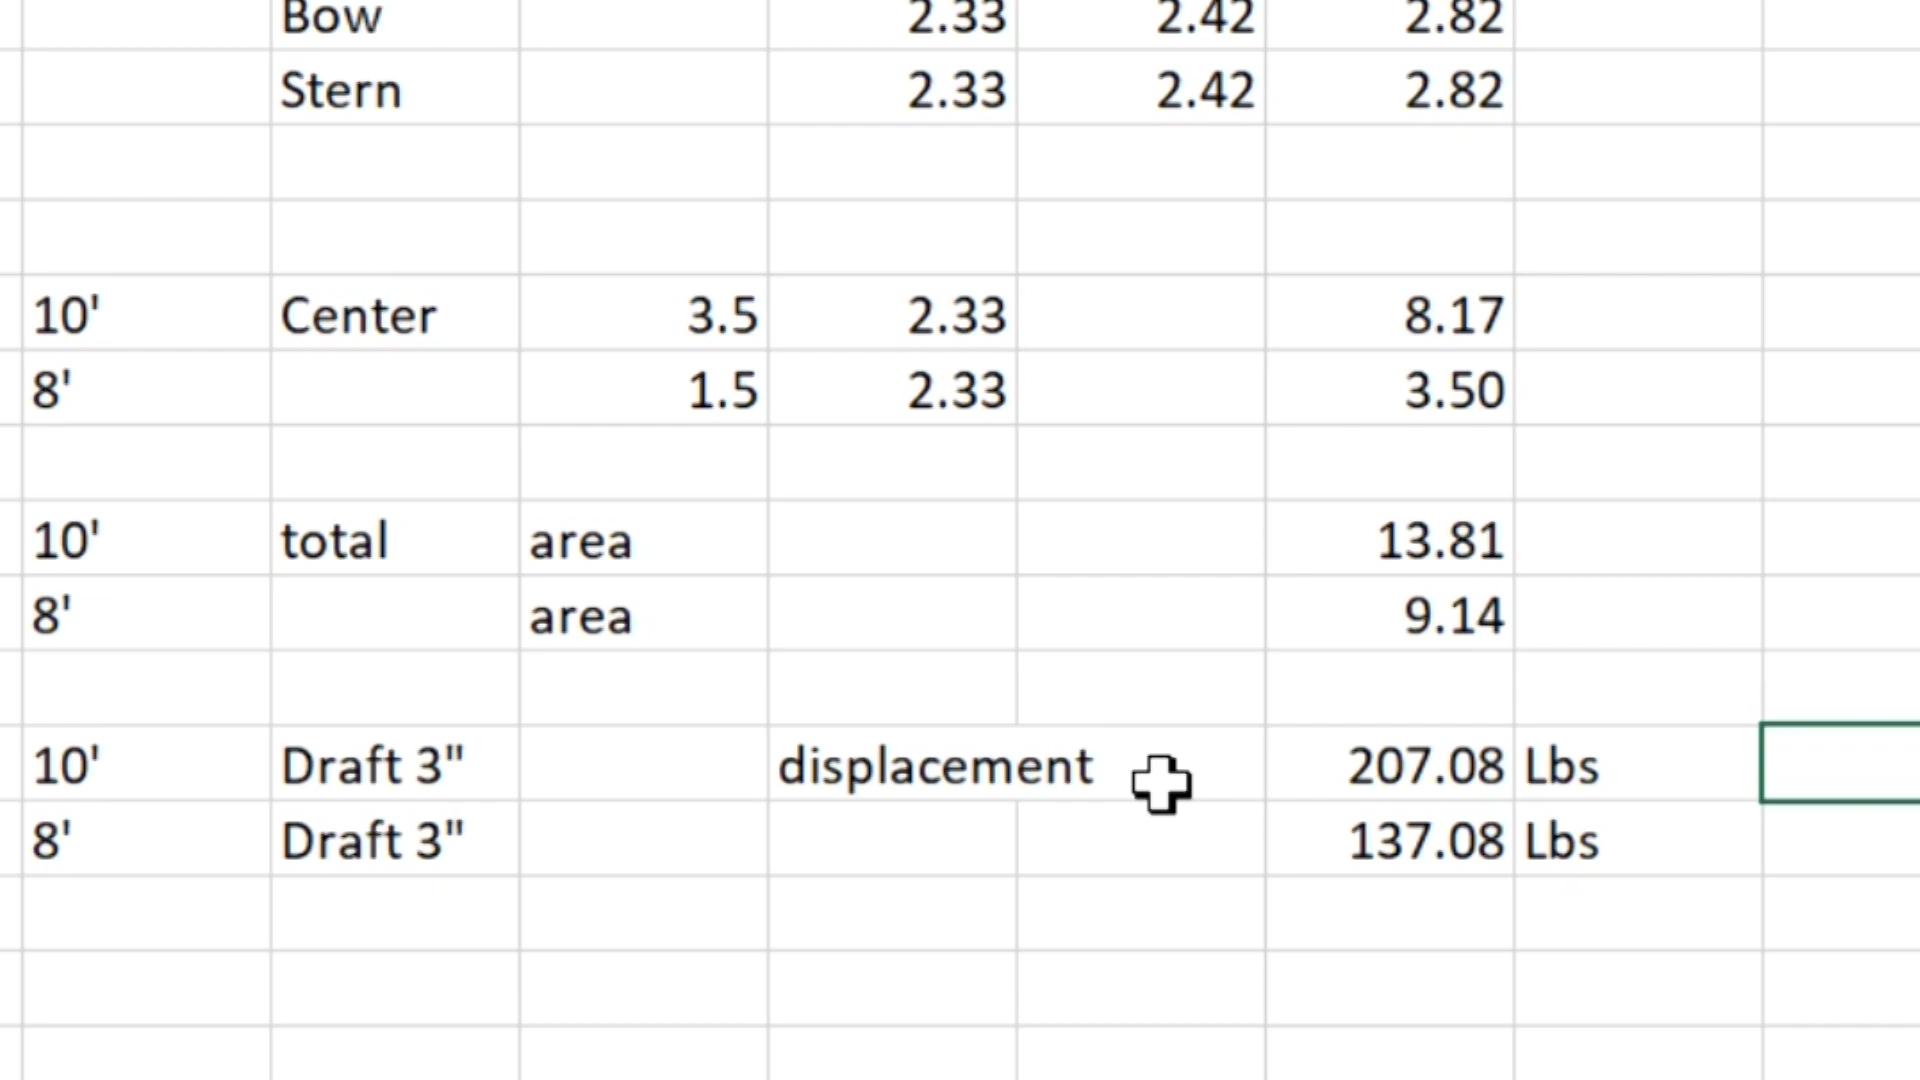 Bow 2.33 2.42 2.82
Stern 2.33 2.42 2.82
10' Center 3.5 2.33 8.17
8' 1.5 2.33 3.50
10' total area 13.81
8' area 9.14
10' Draft 3" displacement 207.08 Lbs
8' Draft 3" 137.08 Lbs